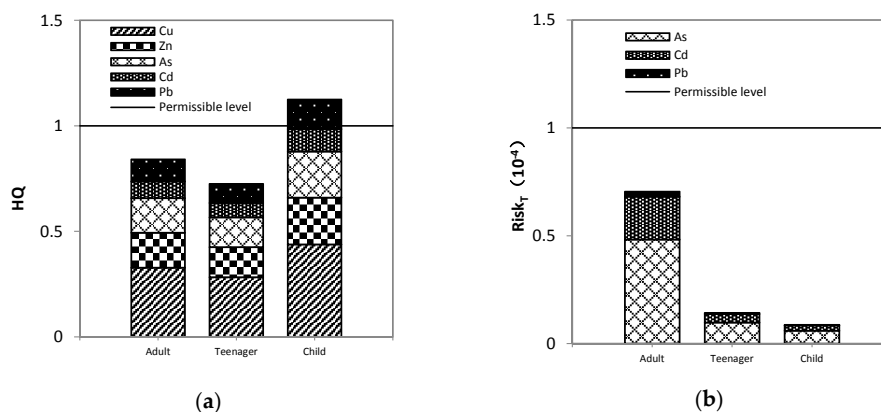 1.5
Cu
Zn
As
Cd
Pb
Permissible level
1
HQ
0.5
0
Adult Teenager Child
(a)
1.5
As
Cd
Pb
Permissible level
1
Risk_T (10^-4)
0.5
0
Adult Teenager Child
(b)